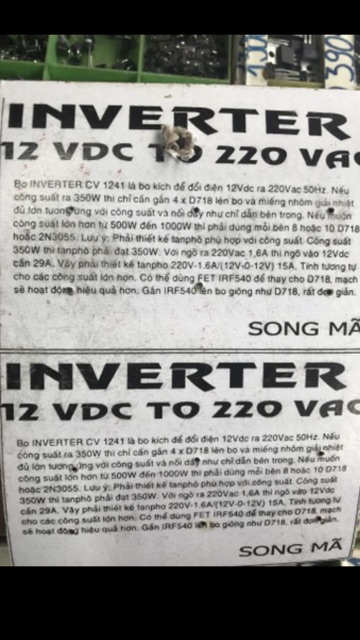 1300
390
INVERTER
12 VDC TO 220 VAC
Bo INVERTER CV 1241 là bo kích để đổi điện 12Vdc ra 220Vac 50Hz. Nếu
công suất ra 350W thì chỉ cần gắn 4 x D718 lên bo và miếng nhôm giải nhiệt
đủ lớn tương ứng với công suất và nối dây như chỉ dẫn bên trong. Nếu muốn
công suất lớn hơn từ 500W đến 1000W thì phải dùng mỗi bên 8 hoặc 10 D718
hoặc 2N3055. Lưu ý: Phải thiết kế tanphô phù hợp với công suất. Công suất
350W thì tanphô phải đạt 350W. Với ngõ ra 220Vac 1,6A thì ngõ vào 12Vdc
cần 29A. Vậy phải thiết kế tanpho 220V-1.6A/(12V-0-12V) 15A. Tính tương tự
cho các công suất lớn hơn. Có thể dùng FET IRF540 để thay cho D718, mạch
sẽ hoạt động hiệu quả hơn. Gắn IRF540 lên bo giống như D718, rất đơn giản.
SONG MÃ
INVERTER
12 VDC TO 220 VAC
Bo INVERTER CV 1241 là bo kích để đổi điện 12Vdc ra 220Vac 50Hz. Nếu
công suất ra 350W thì chỉ cần gắn 4 x D718 lên bo và miếng nhôm giải nhiệt
đủ lớn tương ứng với công suất và nối dây như chỉ dẫn bên trong. Nếu muốn
công suất lớn hơn từ 500W đến 1000W thì phải dùng mỗi bên 8 hoặc 10 D718
hoặc 2N3055. Lưu ý: Phải thiết kế tanphô phù hợp với công suất. Công suất
350W thì tanphô phải đạt 350W. Với ngõ ra 220Vac 1,6A thì ngõ vào 12Vdc
cần 29A. Vậy phải thiết kế tanpho 220V-1.6A/(12V-0-12V) 15A. Tính tương tự
cho các công suất lớn hơn. Có thể dùng FET IRF540 để thay cho D718, mạch
sẽ hoạt động hiệu quả hơn. Gắn IRF540 lên bo giống như D718, rất đơn giản.
SONG MÃ